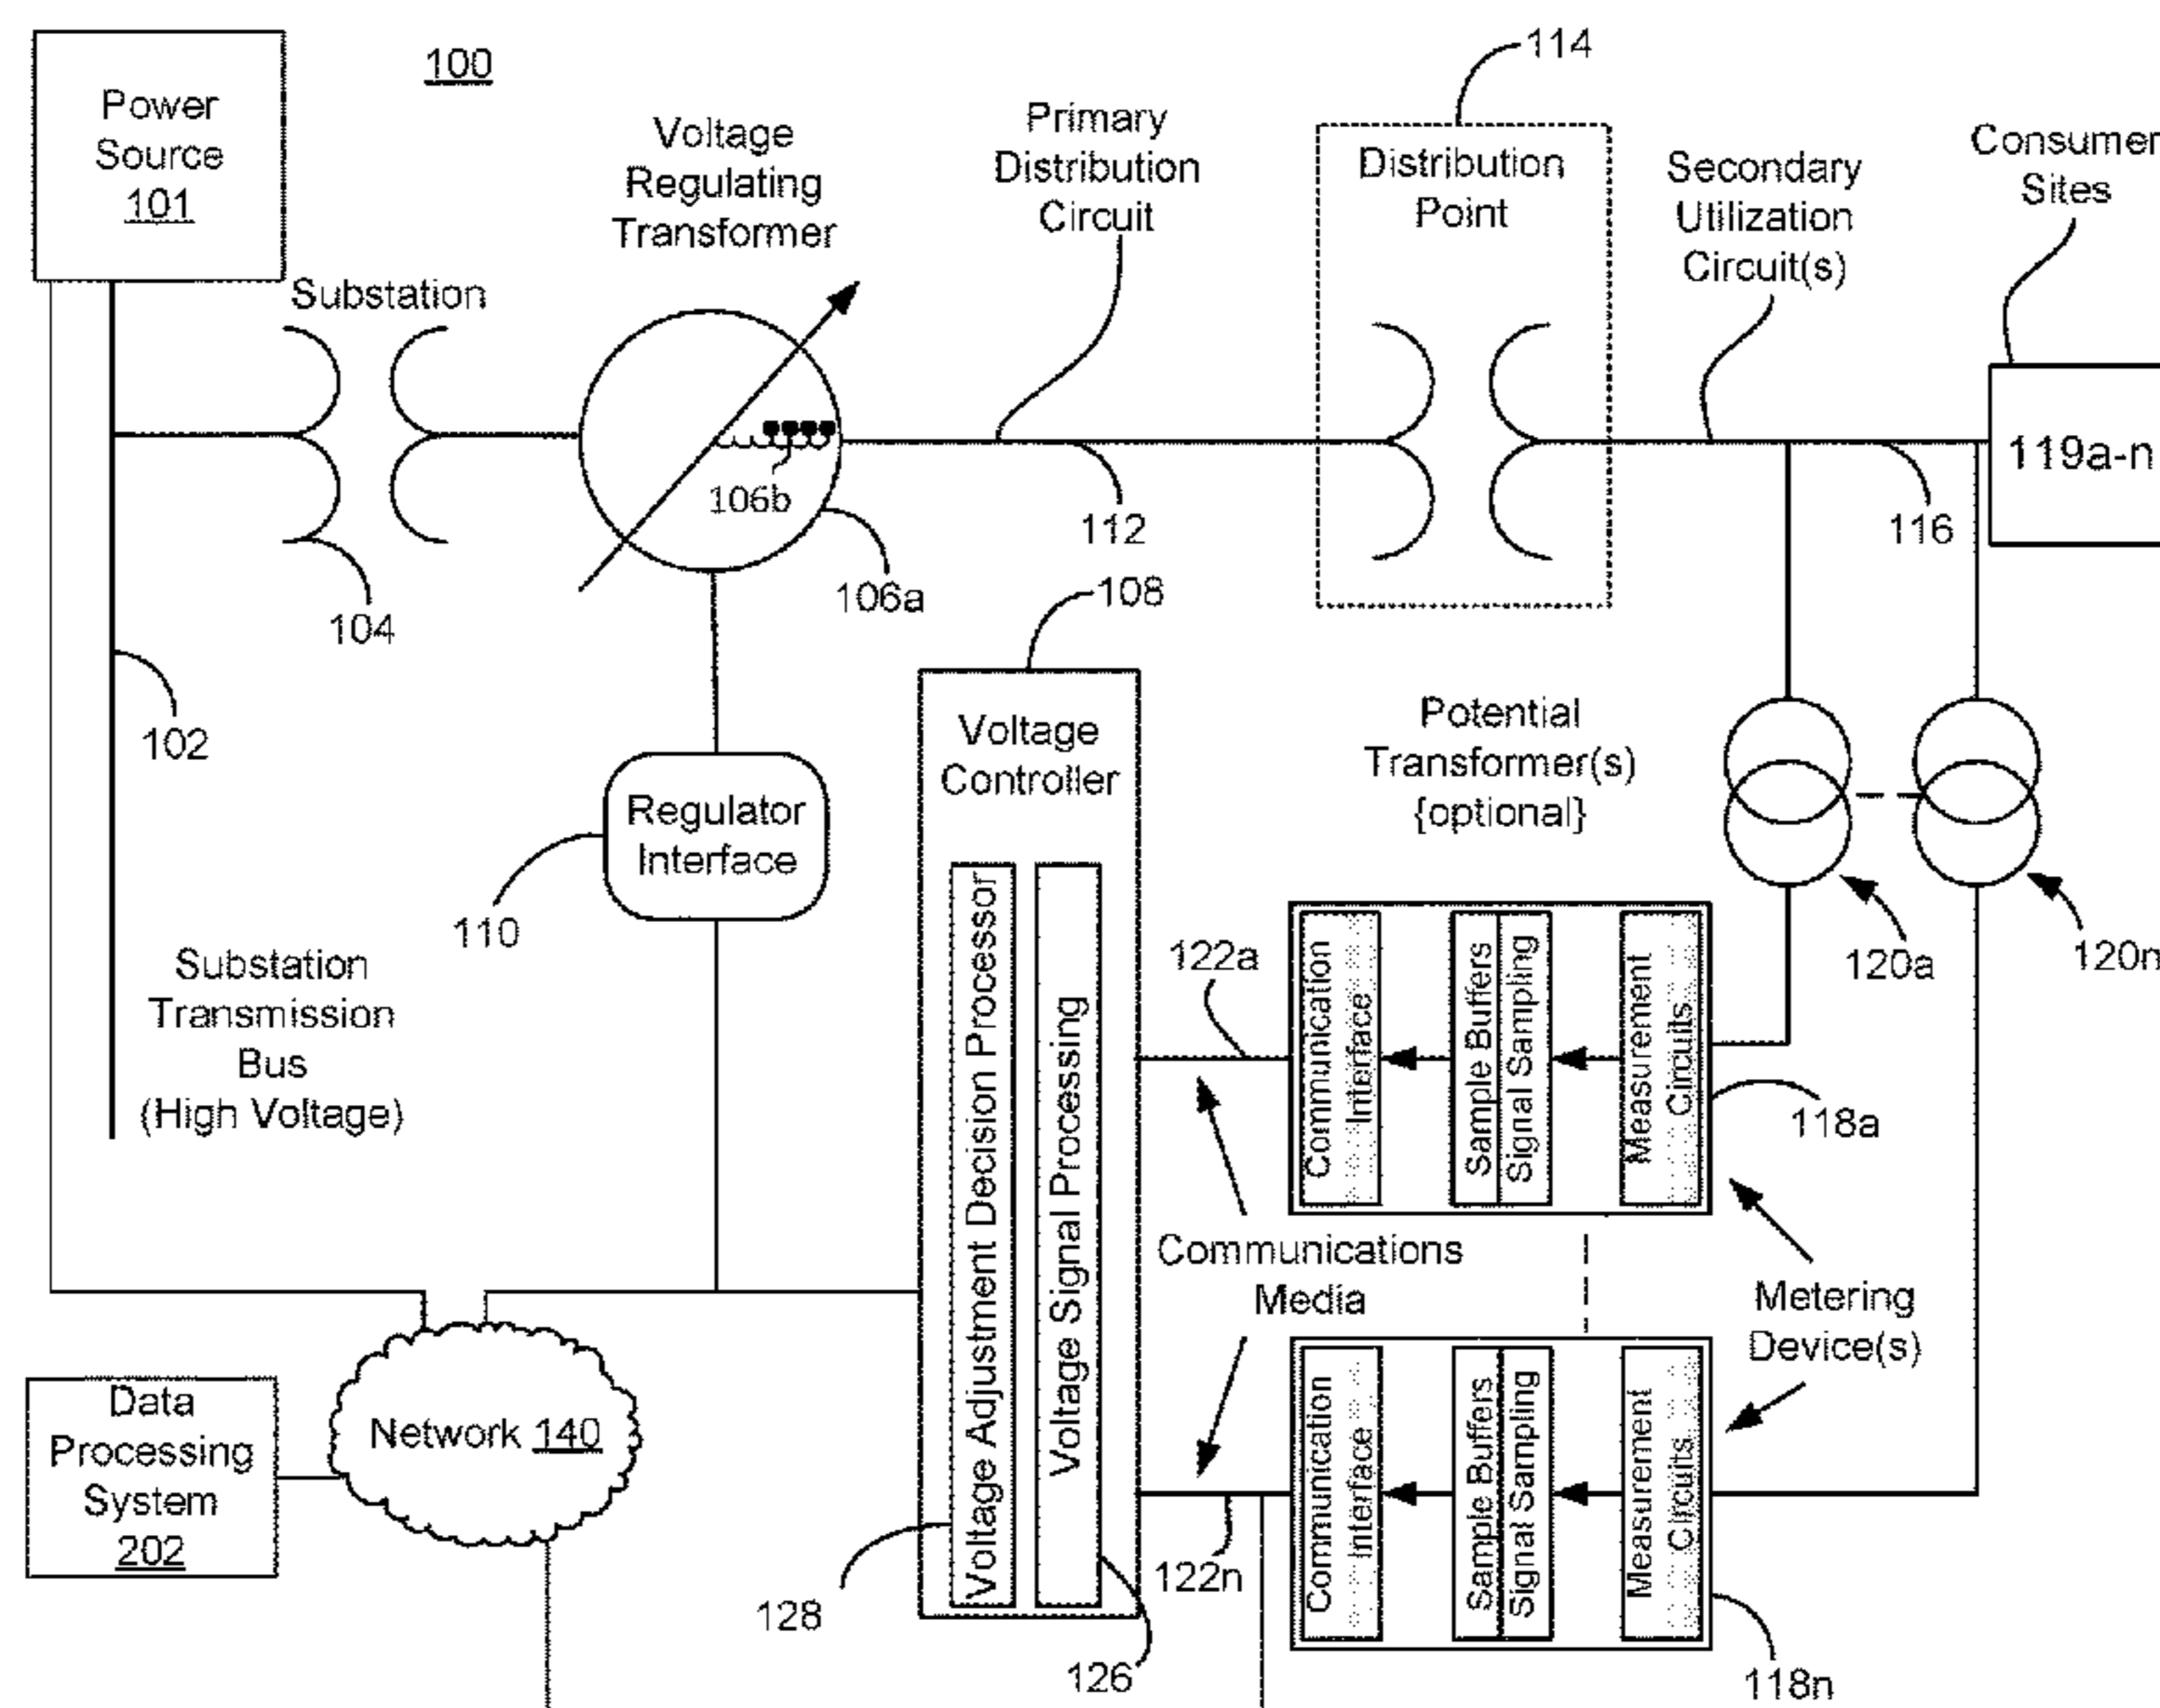 100
114
Power
Source
101
Voltage
Regulating
Transformer
Primary
Distribution
Circuit
Distribution
Point
Secondary
Utilization
Circuit(s)
Consumer
Sites
Substation
106b
106a
104
112
116
119a-n
102
108
Voltage
Controller
Potential
Transformer(s)
{optional}
Regulator
Interface
110
120a
120n
Substation
Transmission
Bus
(High Voltage)
Voltage Adjustment Decision Processor
Voltage Signal Processing
122a
Communication
Interface
Sample Buffers
Signal Sampling
Measurement
Circuits
118a
Communications
Media
Metering
Device(s)
Data
Processing
System
202
Network 140
128
126
122n
Communication
Interface
Sample Buffers
Signal Sampling
Measurement
Circuits
118n